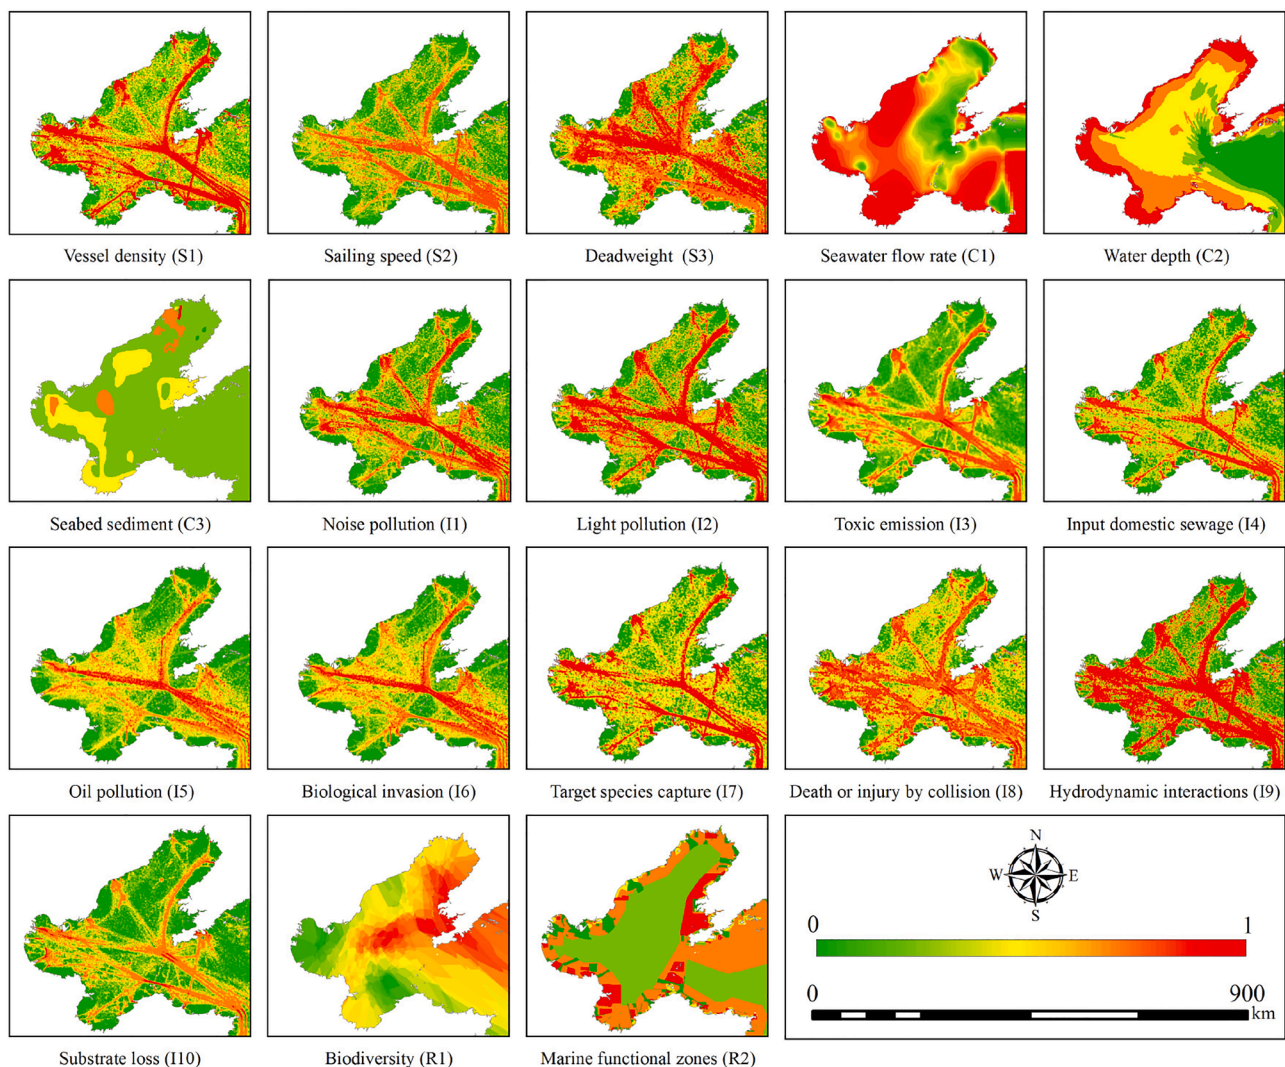 Vessel density (S1)
Sailing speed (S2)
Deadweight (S3)
Seawater flow rate (C1)
Water depth (C2)
Seabed sediment (C3)
Noise pollution (I1)
Light pollution (I2)
Toxic emission (I3)
Input domestic sewage (I4)
Oil pollution (I5)
Biological invasion (I6)
Target species capture (I7)
Death or injury by collision (I8)
Hydrodynamic interactions (I9)
N
W E
S
0 1
0 900
km
Substrate loss (I10)
Biodiversity (R1)
Marine functional zones (R2)